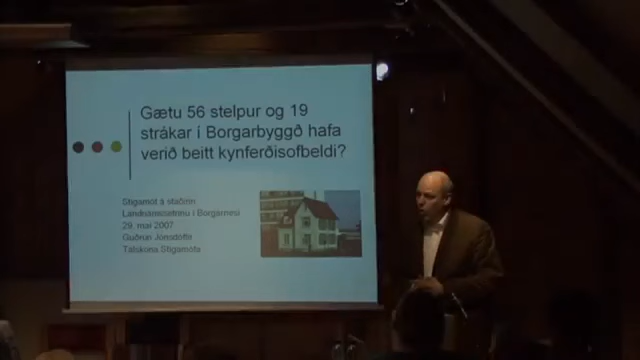 Gætu 56 stelpur og 19
strákar í Borgarbyggð hafa
verið beitt kynferðisofbeldi?
Stígamót á staðinn
Landnámssetrinu í Borgarnesi
29. maí 2007
Guðrún Jónsdóttir
Talskona Stígamóta